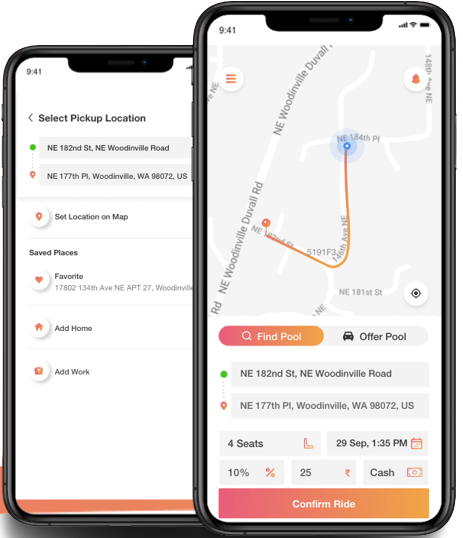 9:41
Select Pickup Location
NE 182nd St, NE Woodinville Road
NE 177th Pl, Woodinville, WA 98072, US
Set Location on Map
Saved Places
Favorite
17802 134th Ave NE APT 27, Woodinville
Add Home
Add Work
9:41
NE Woodinville Duvall R
148th Ave NE
NE 184th Pl
NE Woodinville Duvall Rd
NE 182nd St
5191F3
146th Ave NE
NE 181st St
Rd
NE
Find Pool
Offer Pool
NE 182nd St, NE Woodinville Road
NE 177th Pl, Woodinville, WA 98072, US
4 Seats
29 Sep, 1:35 PM
10% %
25 ₹
Cash
Confirm Ride